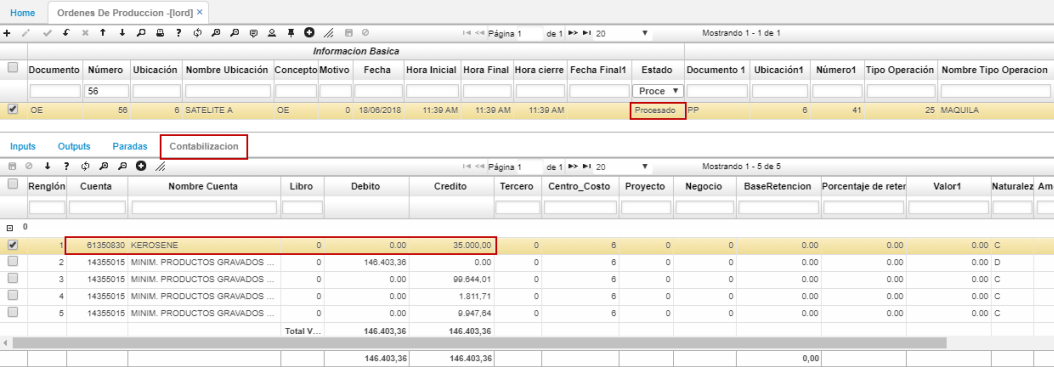 Home Ordenes De Produccion -[lord] ×
Página 1 de 1 20 Mostrando 1 - 1 de 1
Informacion Basica
Documento Número Ubicación Nombre Ubicación Concepto Motivo Fecha Hora Inicial Hora Final Hora cierre Fecha Final1 Estado Documento 1 Ubicación1 Número1 Tipo Operación Nombre Tipo Operacion
56 Proce
OE 56 6 SATELITE A OE 0 18/06/2018 11:39 AM 11:39 AM 11:39 AM Procesado PP 6 41 25 MAQUILA
Inputs Outputs Paradas Contabilizacion
Página 1 de 1 20 Mostrando 1 - 5 de 5
Renglón Cuenta Nombre Cuenta Libro Debito Credito Tercero Centro_Costo Proyecto Negocio BaseRetencion Porcentaje de reter Valor1 Naturalez Am
0
1 61350830 KEROSENE 0 0.00 35.000,00 0 6 0 0 0.00 0.00 0.00 C
2 14355015 MINIM. PRODUCTOS GRAVADOS ... 0 146.403,36 0.00 0 6 0 0 0.00 0.00 0.00 D
3 14355015 MINIM. PRODUCTOS GRAVADOS ... 0 0.00 99.644,01 0 6 0 0 0.00 0.00 0.00 C
4 14355015 MINIM. PRODUCTOS GRAVADOS ... 0 0.00 1.811,71 0 6 0 0 0.00 0.00 0.00 C
5 14355015 MINIM. PRODUCTOS GRAVADOS ... 0 0.00 9.947,64 0 6 0 0 0.00 0.00 0.00 C
Total V... 146.403,36 146.403,36
146.403,36 146.403,36 0,00